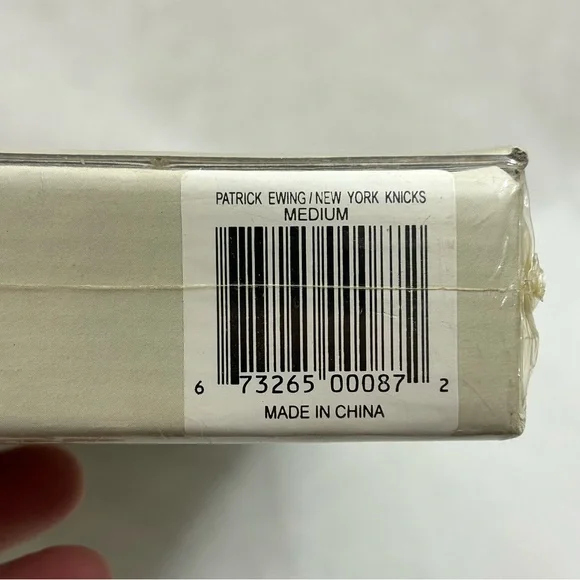 PATRICK EWING/NEW YORK KNICKS
MEDIUM
6 73265 00087 2
MADE IN CHINA